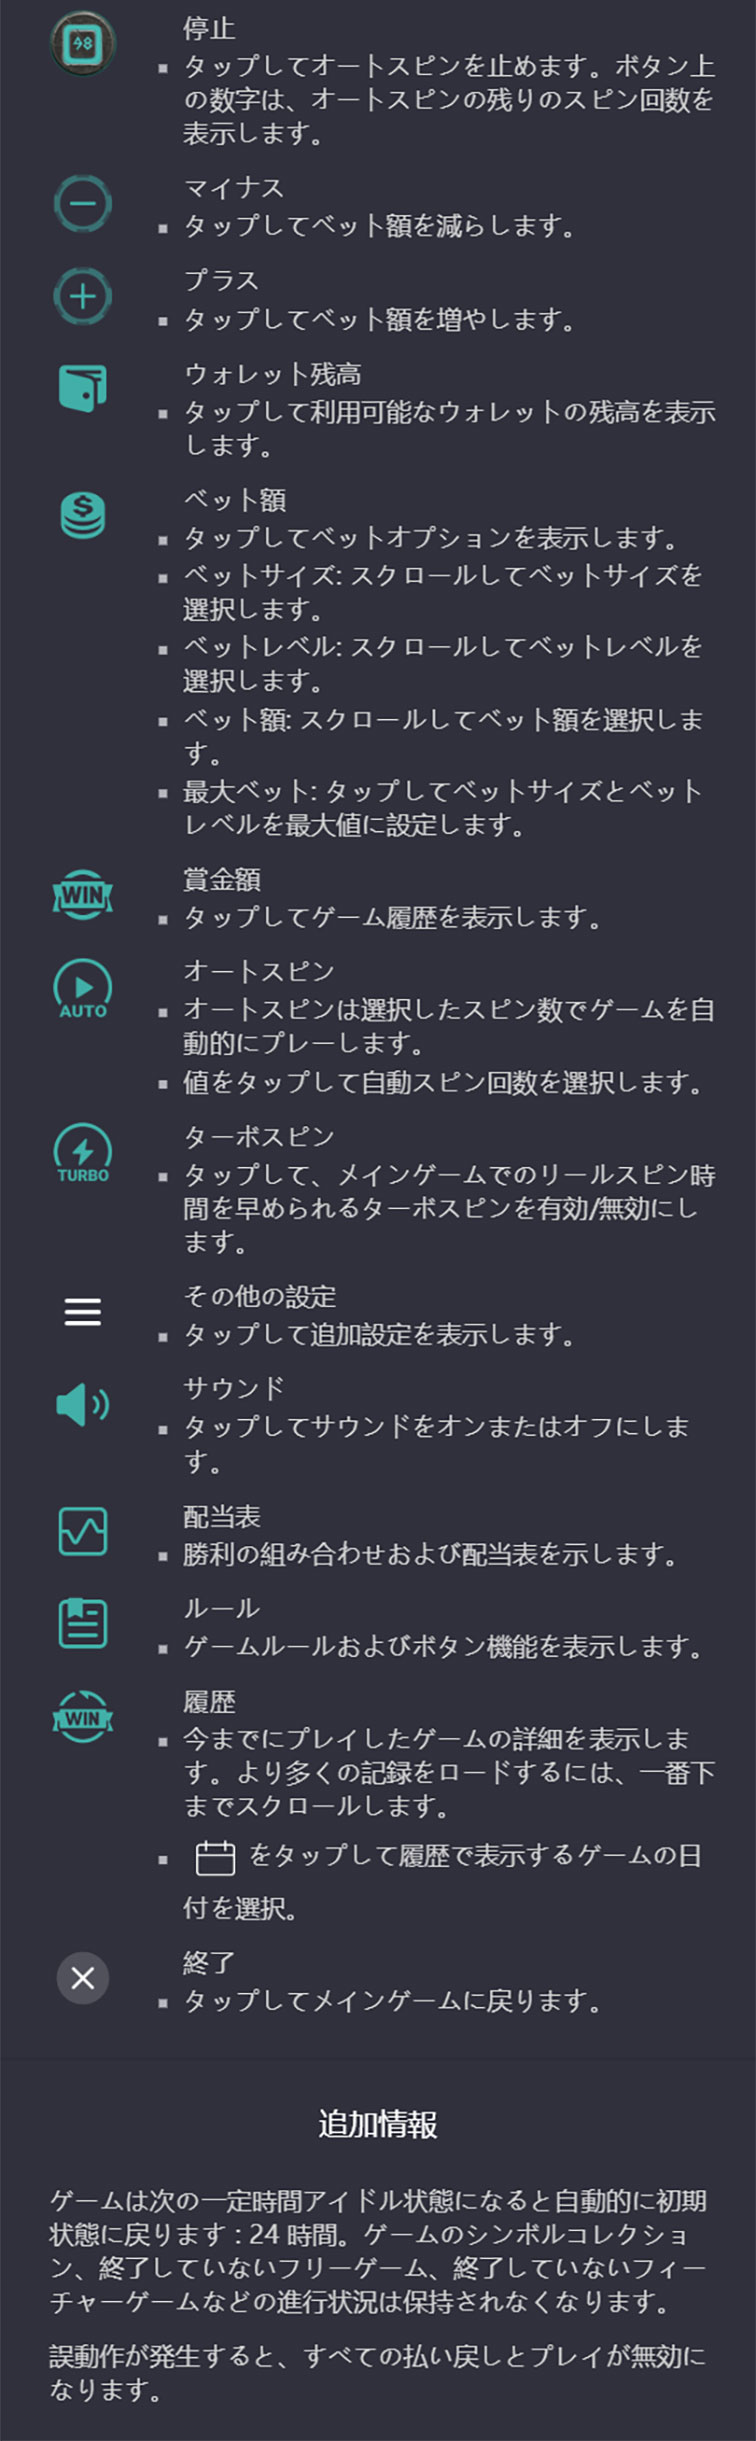 48
停止
▪ タップしてオートスピンを止めます。ボタン上
の数字は、オートスピンの残りのスピン回数を
表示します。
マイナス
▪ タップしてベット額を減らします。
プラス
▪ タップしてベット額を増やします。
ウォレット残高
▪ タップして利用可能なウォレットの残高を表示
します。
ベット額
▪ タップしてベットオプションを表示します。
▪ ベットサイズ: スクロールしてベットサイズを
選択します。
▪ ベットレベル: スクロールしてベットレベルを
選択します。
▪ ベット額: スクロールしてベット額を選択しま
す。
▪ 最大ベット: タップしてベットサイズとベット
レベルを最大値に設定します。
WIN
賞金額
▪ タップしてゲーム履歴を表示します。
AUTO
オートスピン
▪ オートスピンは選択したスピン数でゲームを自
動的にプレーします。
▪ 値をタップして自動スピン回数を選択します。
TURBO
ターボスピン
▪ タップして、メインゲームでのリールスピン時
間を早められるターボスピンを有効/無効にし
ます。
その他の設定
▪ タップして追加設定を表示します。
サウンド
▪ タップしてサウンドをオンまたはオフにしま
す。
配当表
▪ 勝利の組み合わせおよび配当表を示します。
ルール
▪ ゲームルールおよびボタン機能を表示します。
WIN
履歴
▪ 今までにプレイしたゲームの詳細を表示しま
す。より多くの記録をロードするには、一番下
までスクロールします。
▪ をタップして履歴で表示するゲームの日
付を選択。
終了
▪ タップしてメインゲームに戻ります。
追加情報
ゲームは次の一定時間アイドル状態になると自動的に初期
状態に戻ります : 24 時間。ゲームのシンボルコレクショ
ン、終了していないフリーゲーム、終了していないフィー
チャーゲームなどの進行状況は保持されなくなります。
誤動作が発生すると、すべての払い戻しとプレイが無効に
なります。